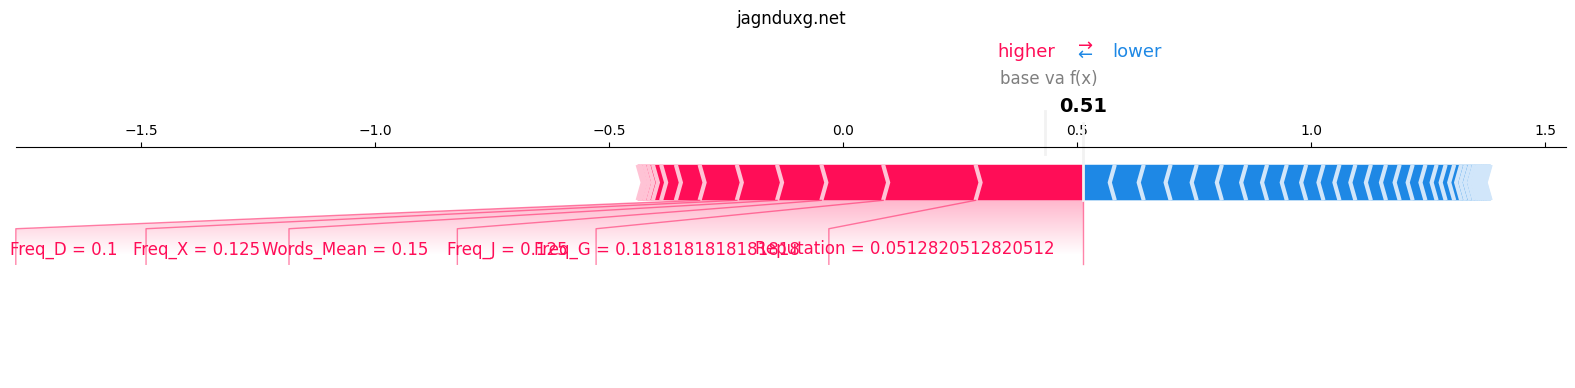 jagnduxg.net
higher ⇄ lower
base va f(x)
0.51
−1.5 −1.0 −0.5 0.0 0.5 1.0 1.5
Freq_D = 0.1 Freq_X = 0.125 Words_Mean = 0.15 Freq_J = 0.125 Freq_G = 0.1818181818181818 Reputation = 0.0512820512820512